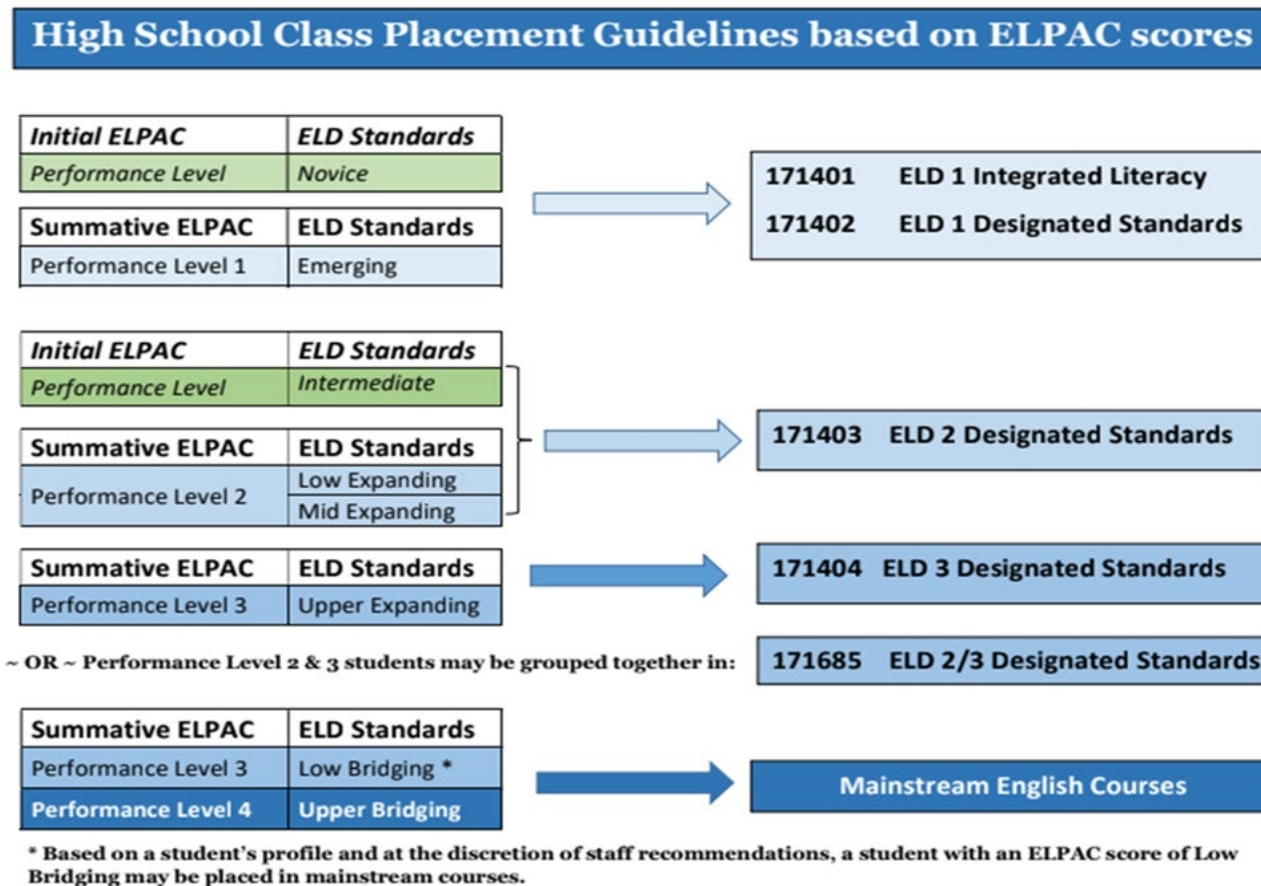 High School Class Placement Guidelines based on ELPAC scores
Initial ELPAC ELD Standards
Performance Level Novice
Summative ELPAC ELD Standards
Performance Level 1 Emerging
171401 ELD 1 Integrated Literacy
171402 ELD 1 Designated Standards
Initial ELPAC ELD Standards
Performance Level Intermediate
Summative ELPAC ELD Standards
Performance Level 2 Low Expanding
Mid Expanding
171403 ELD 2 Designated Standards
Summative ELPAC ELD Standards
Performance Level 3 Upper Expanding
171404 ELD 3 Designated Standards
~ OR ~ Performance Level 2 & 3 students may be grouped together in:
171685 ELD 2/3 Designated Standards
Summative ELPAC ELD Standards
Performance Level 3 Low Bridging *
Performance Level 4 Upper Bridging
Mainstream English Courses
* Based on a student’s profile and at the discretion of staff recommendations, a student with an ELPAC score of Low
Bridging may be placed in mainstream courses.